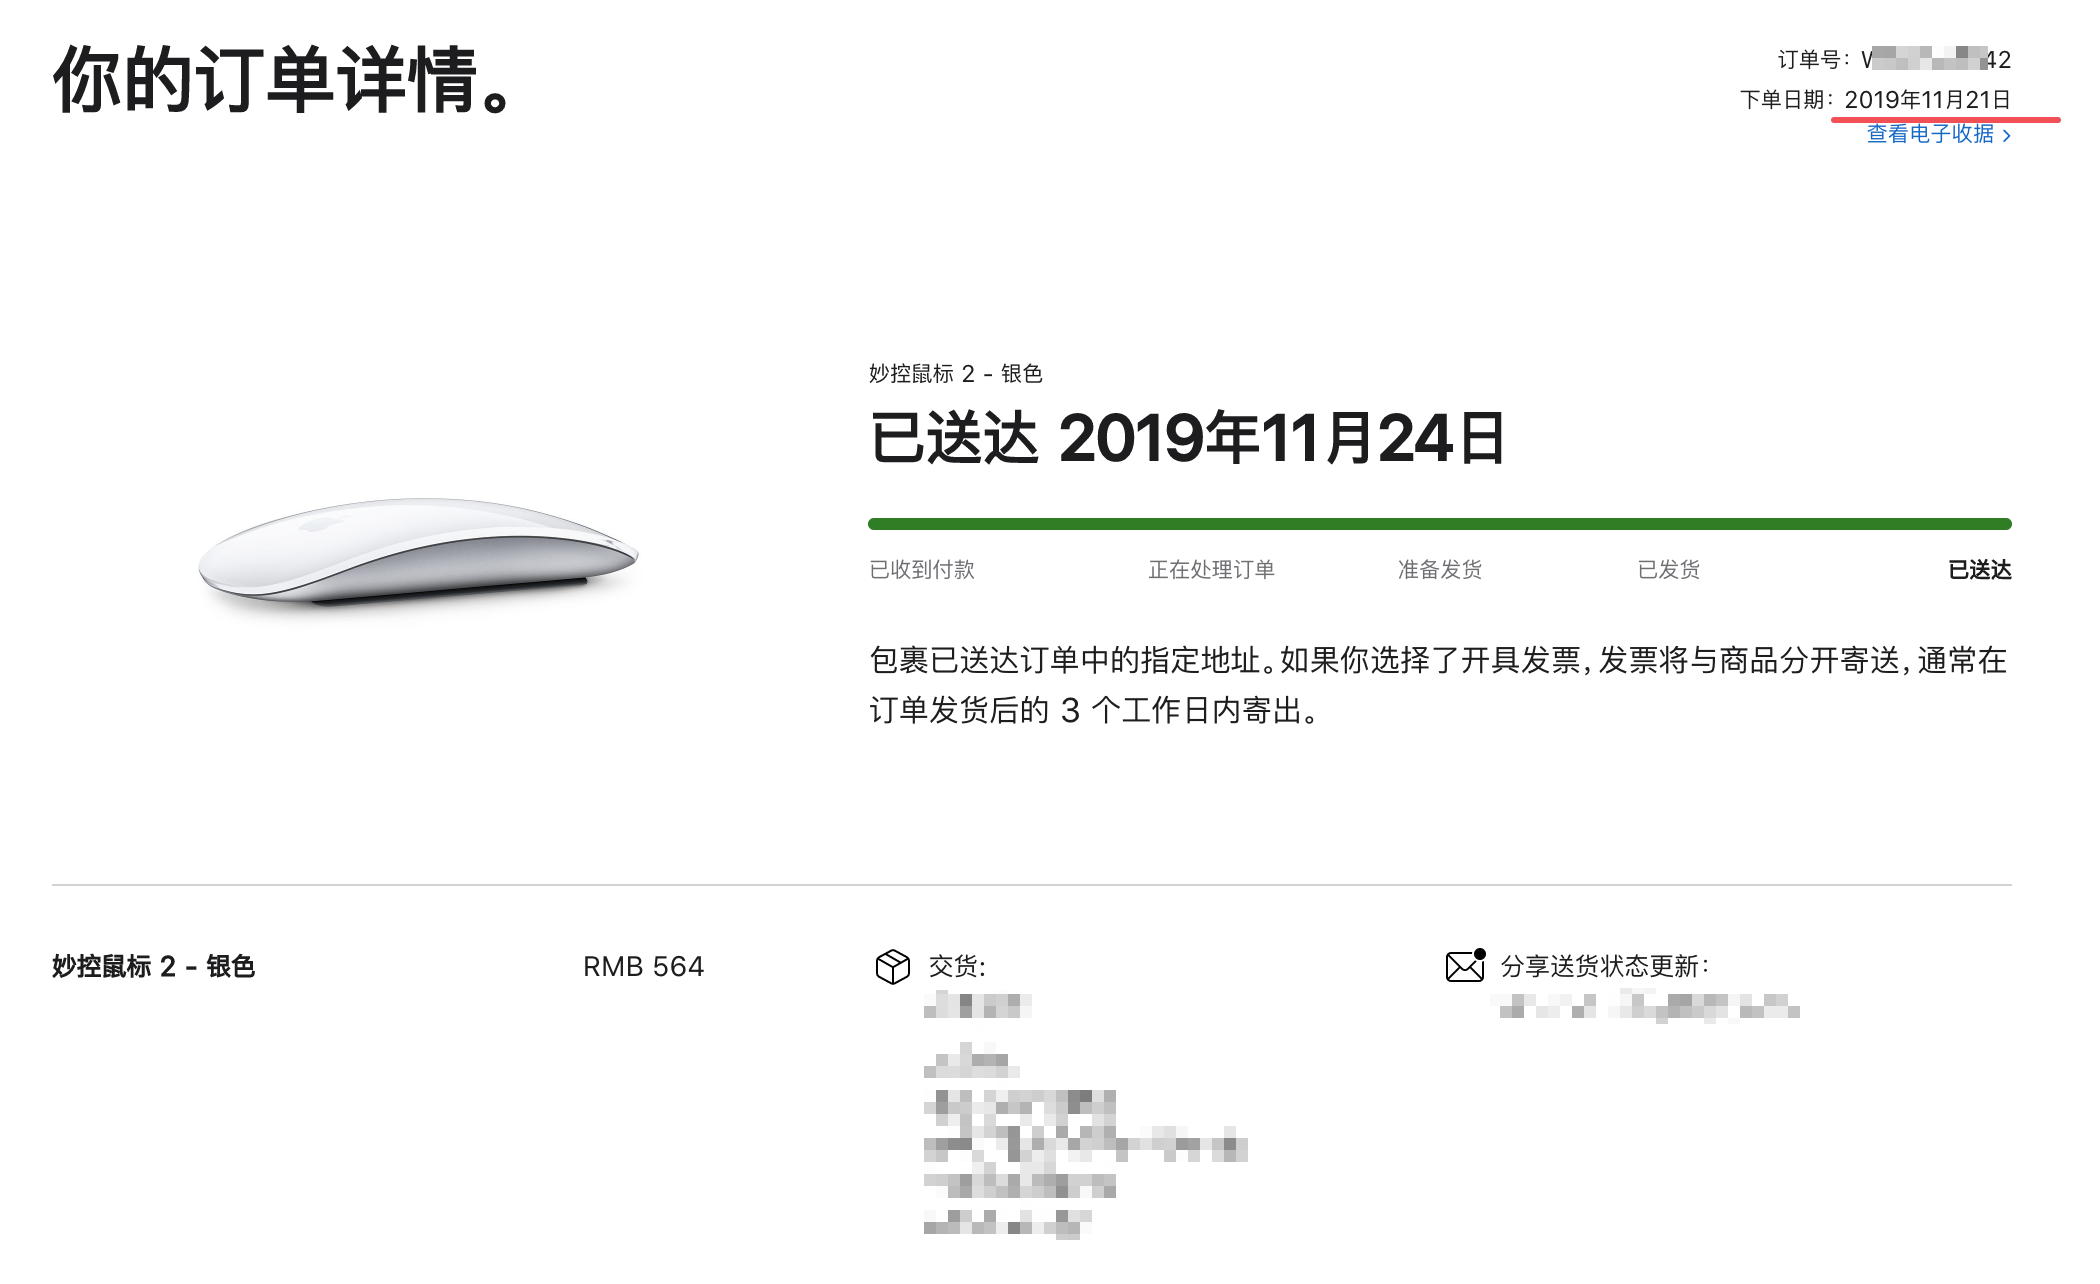 你的订单详情。
订单号：W 42
下单日期：2019年11月21日
查看电子收据 >
妙控鼠标 2 - 银色
已送达 2019年11月24日
已收到付款 正在处理订单 准备发货 已发货 已送达
包裹已送达订单中的指定地址。如果你选择了开具发票，发票将与商品分开寄送，通常在
订单发货后的 3 个工作日内寄出。
妙控鼠标 2 - 银色 RMB 564
交货:
分享送货状态更新：